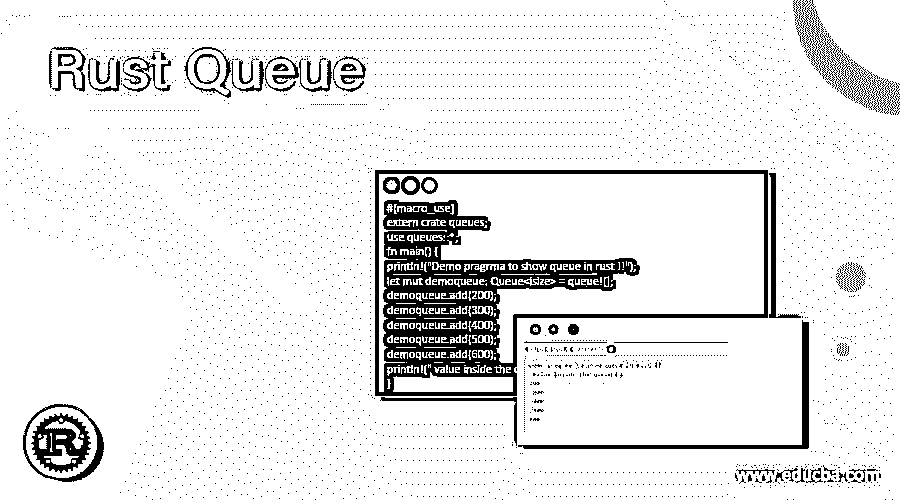 Rust Queue
#[macro_use]
extern crate queues;
use queues::*;
fn main() {
println!("Demo pragrma to show queue in rust !!");
let mut demoqueue: Queue<isize> = queue![];
demoqueue.add(200);
demoqueue.add(300);
demoqueue.add(400);
demoqueue.add(500);
demoqueue.add(600);
println!(" value inside the
}
www.educba.com